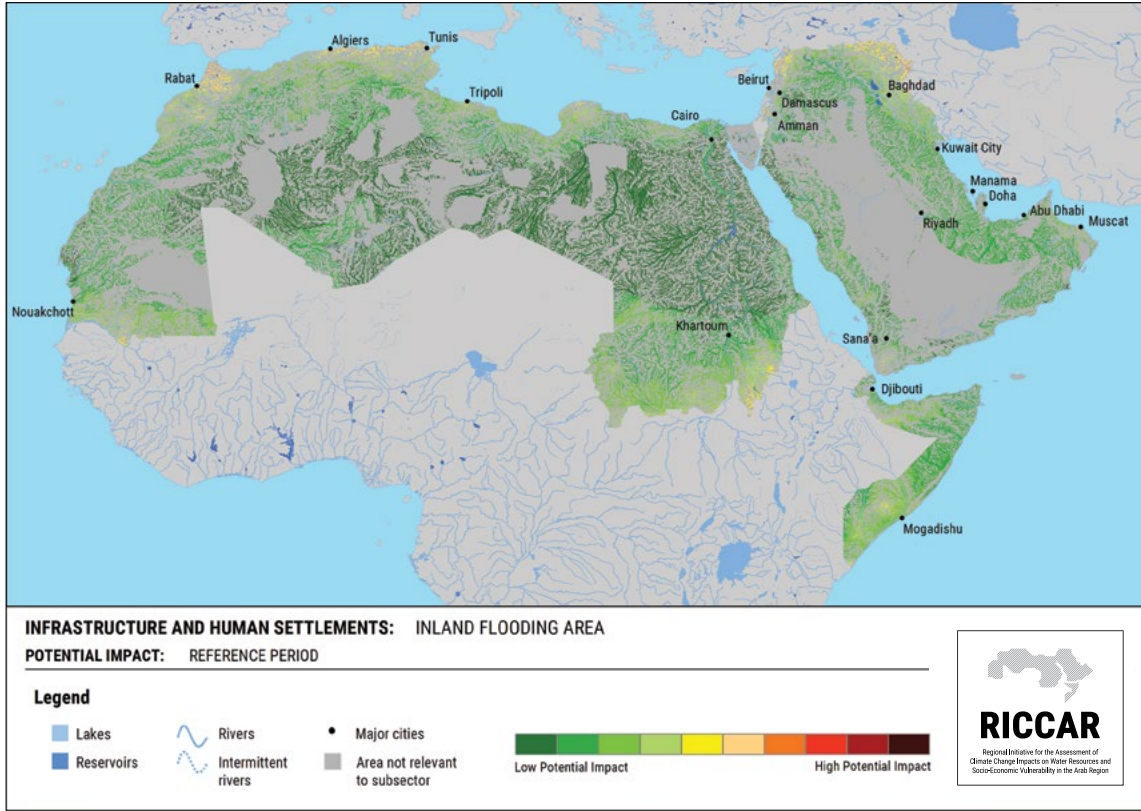 Algiers
Tunis
Rabat
Tripoli
Beirut
Damascus
Baghdad
Cairo
Amman
Kuwait City
Manama
Doha
Abu Dhabi
Riyadh
Muscat
Nouakchott
Khartoum
Sana'a
Djibouti
Mogadishu
INFRASTRUCTURE AND HUMAN SETTLEMENTS: INLAND FLOODING AREA
POTENTIAL IMPACT: REFERENCE PERIOD
Legend
Lakes
Rivers
Major cities
Reservoirs
Intermittent
rivers
Area not relevant
to subsector
Low Potential Impact
High Potential Impact
RICCAR
Regional Initiative for the Assessment of
Climate Change Impacts on Water Resources and
Socio-Economic Vulnerability in the Arab Region